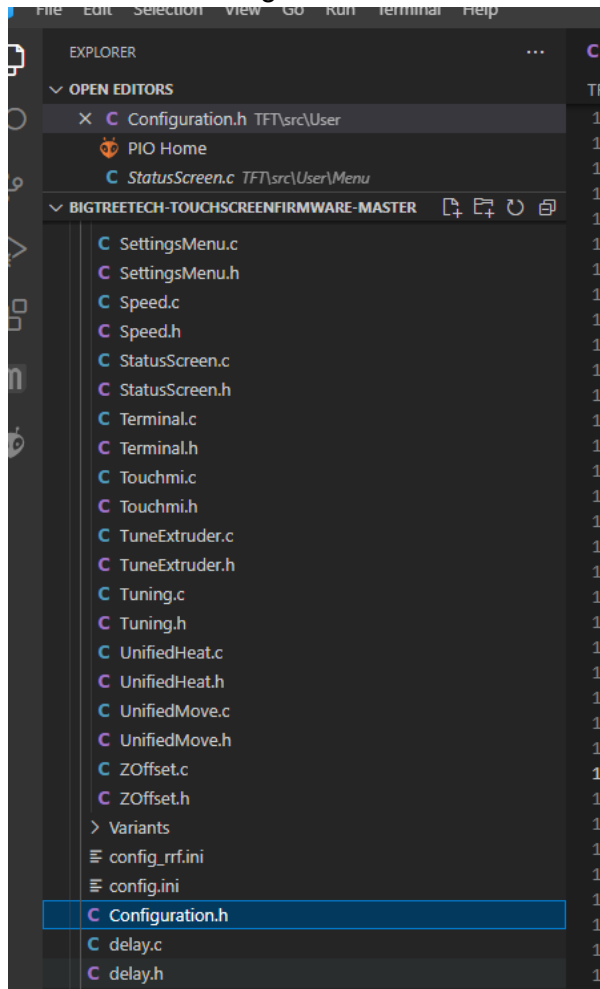 File Edit Selection View Go Run Terminal Help
EXPLORER ...
OPEN EDITORS
C Configuration.h TFT\src\User
PIO Home
C StatusScreen.c TFT\src\User\Menu
BIGTREETECH-TOUCHSCREENFIRMWARE-MASTER
C SettingsMenu.c
C SettingsMenu.h
C Speed.c
C Speed.h
C StatusScreen.c
C StatusScreen.h
C Terminal.c
C Terminal.h
C Touchmi.c
C Touchmi.h
C TuneExtruder.c
C TuneExtruder.h
C Tuning.c
C Tuning.h
C UnifiedHeat.c
C UnifiedHeat.h
C UnifiedMove.c
C UnifiedMove.h
C ZOffset.c
C ZOffset.h
Variants
config_rrf.ini
config.ini
C Configuration.h
C delay.c
C delay.h